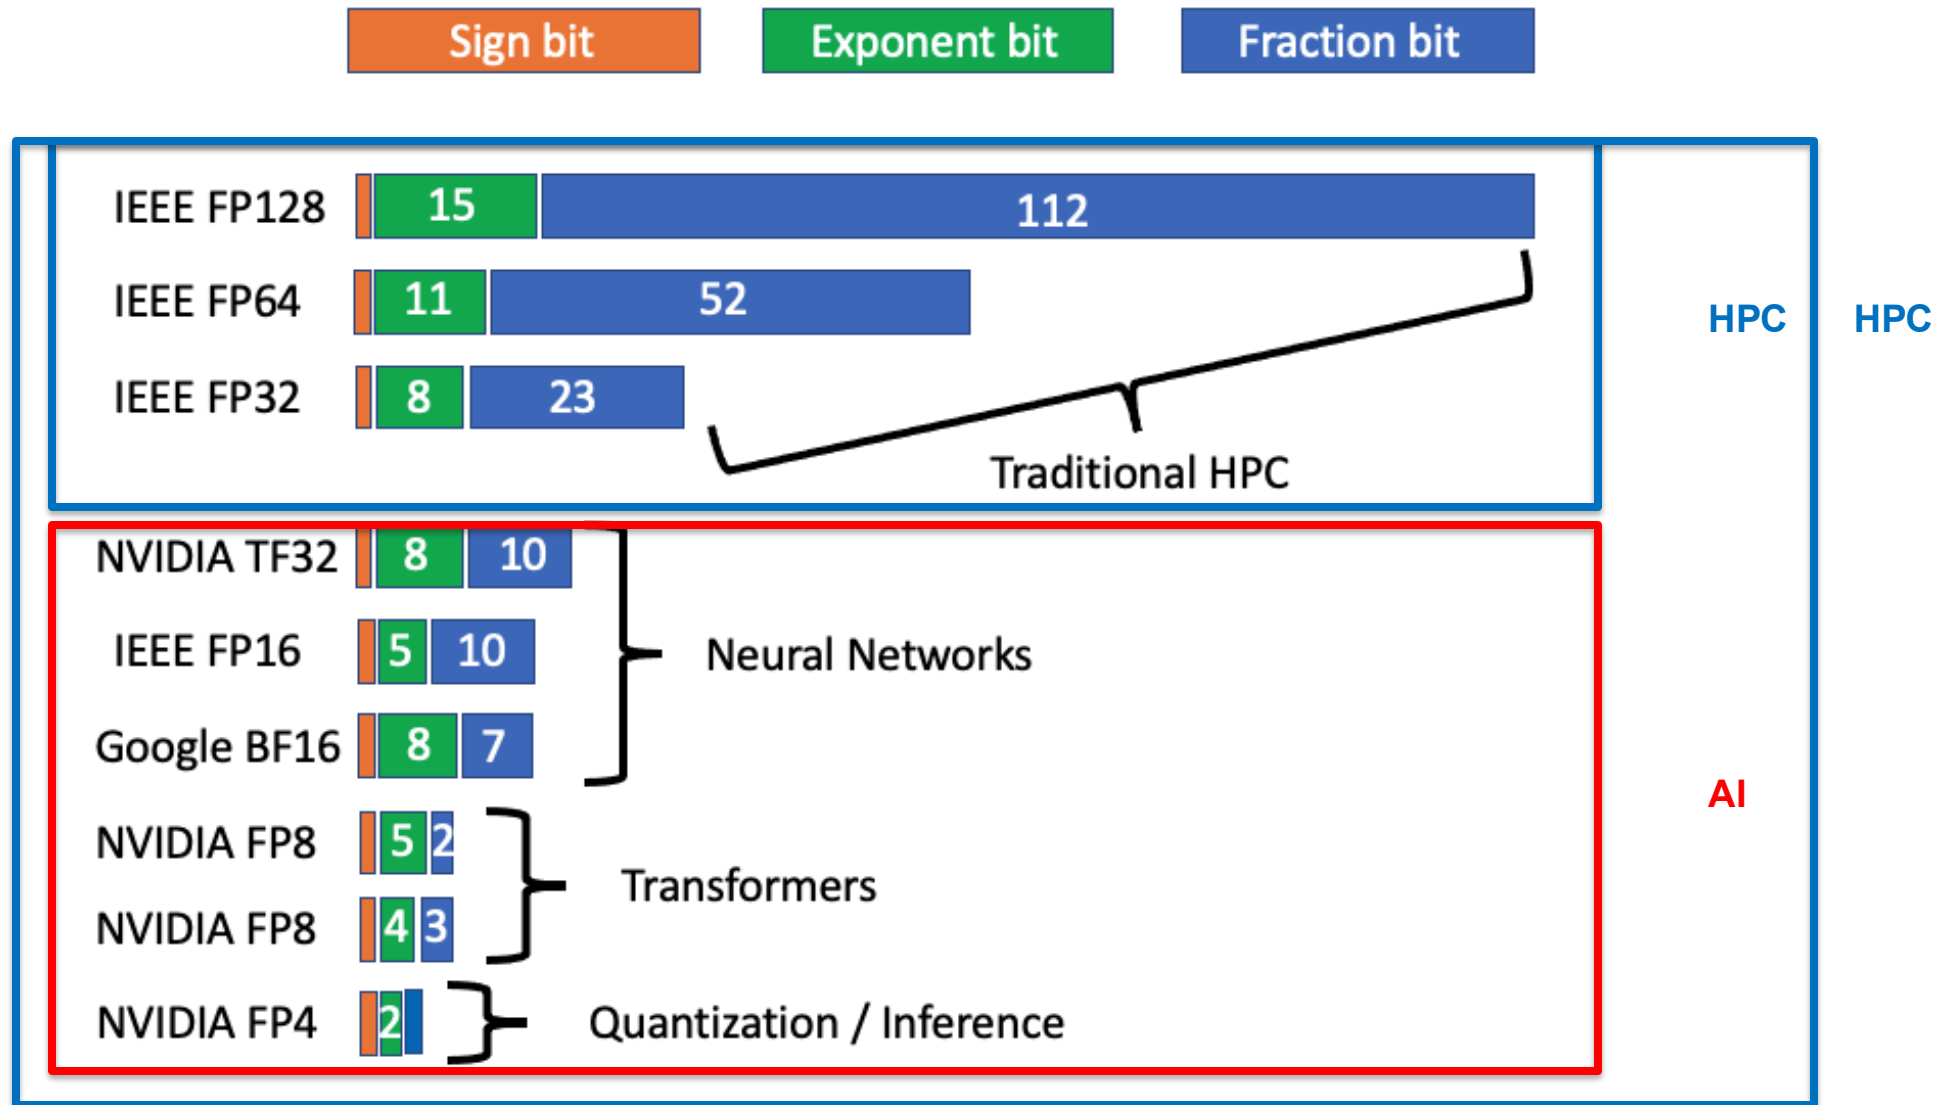 Sign bit
Exponent bit
Fraction bit
IEEE FP128
15
112
IEEE FP64
11
52
IEEE FP32
8
23
Traditional HPC
HPC
HPC
NVIDIA TF32
8
10
IEEE FP16
5
10
Neural Networks
Google BF16
8
7
NVIDIA FP8
5
2
Transformers
NVIDIA FP8
4
3
NVIDIA FP4
2
Quantization / Inference
AI